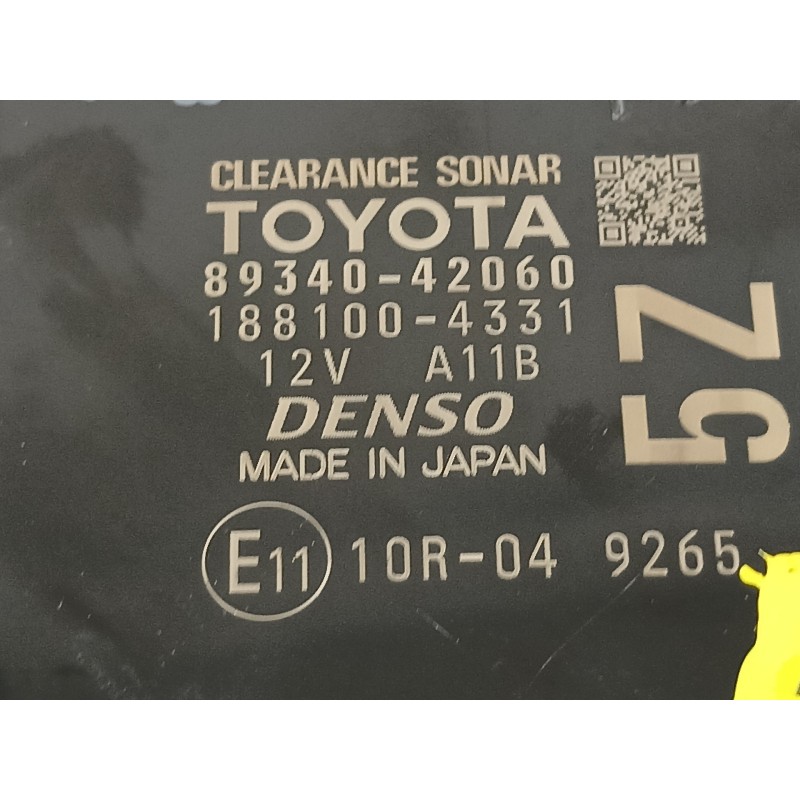 CLEARANCE SONAR
TOYOTA
89340-42060
188100-4331
12V A11B
DENSO
MADE IN JAPAN
E11 10R-04 9265
5Z